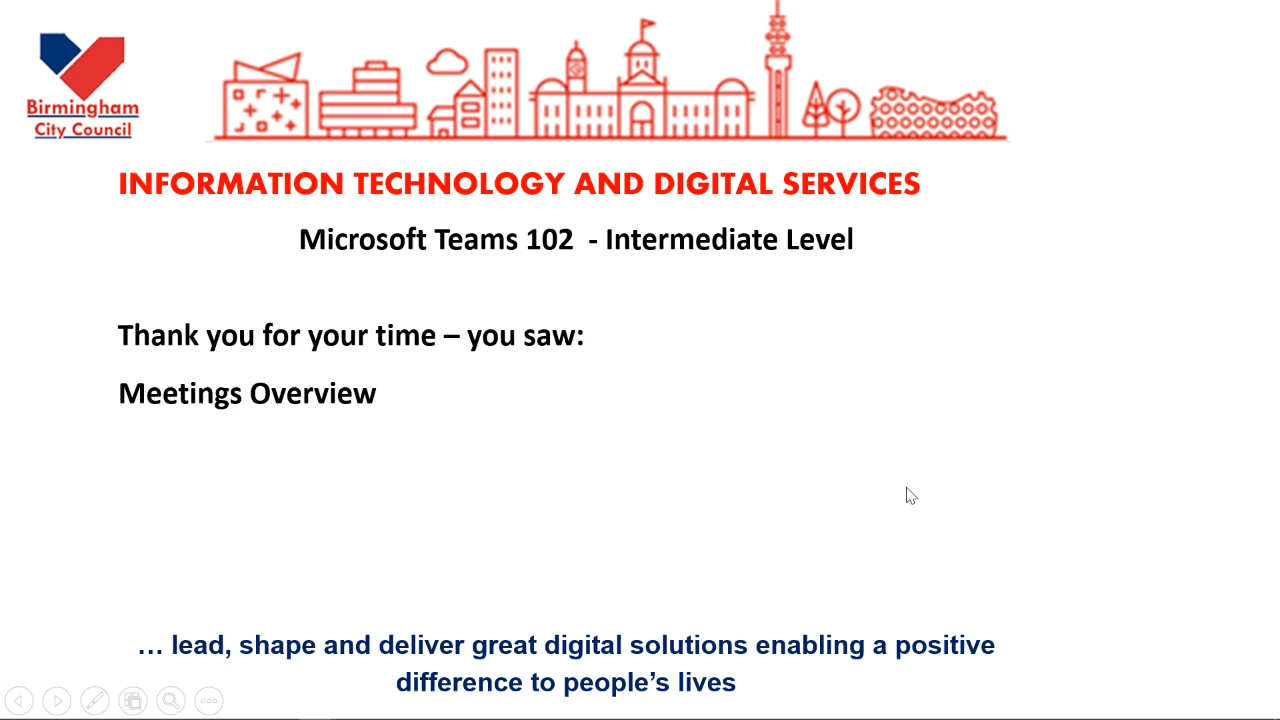 Birmingham
City Council
INFORMATION TECHNOLOGY AND DIGITAL SERVICES
Microsoft Teams 102 - Intermediate Level
Thank you for your time – you saw:
Meetings Overview
… lead, shape and deliver great digital solutions enabling a positive
difference to people’s lives